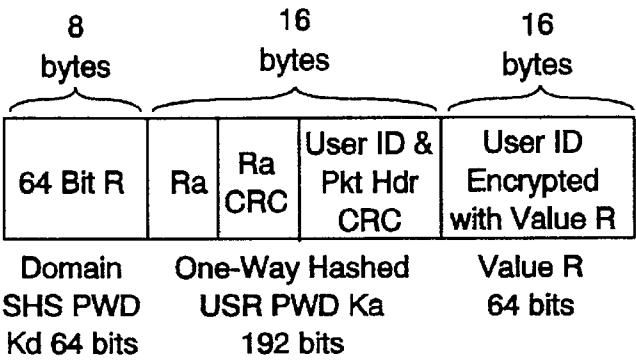 8
bytes
16
bytes
16
bytes
64 Bit R
Ra
Ra
CRC
User ID &
Pkt Hdr
CRC
User ID
Encrypted
with Value R
Domain
SHS PWD
Kd 64 bits
One-Way Hashed
USR PWD Ka
192 bits
Value R
64 bits